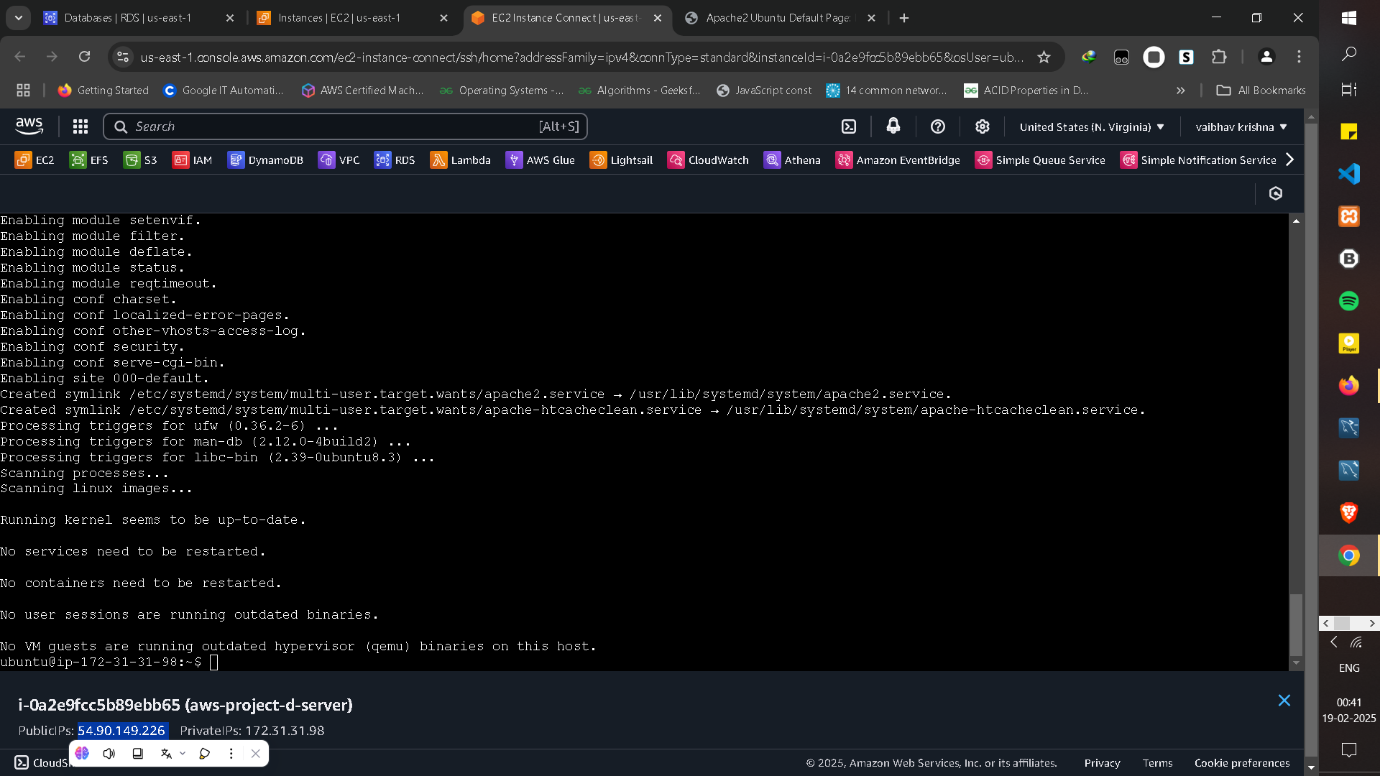 Databases | RDS | us-east-1
Instances | EC2 | us-east-1
EC2 Instance Connect | us-east-
Apache2 Ubuntu Default Page:
us-east-1.console.aws.amazon.com/ec2-instance-connect/ssh/home?addressFamily=ipv4&connType=standard&instanceId=i-0a2e9fcc5b89ebb65&osUser=ub...
Getting Started
Google IT Automati...
AWS Certified Mach...
Operating Systems -...
Algorithms - Geeksf...
JavaScript const
14 common networ...
ACID Properties in D...
All Bookmarks
aws
Search
[Alt+S]
United States (N. Virginia)
vaibhav krishna
EC2
EFS
S3
IAM
DynamoDB
VPC
RDS
Lambda
AWS Glue
Lightsail
CloudWatch
Athena
Amazon EventBridge
Simple Queue Service
Simple Notification Service
Enabling module setenvif.
Enabling module filter.
Enabling module deflate.
Enabling module status.
Enabling module reqtimeout.
Enabling conf charset.
Enabling conf localized-error-pages.
Enabling conf other-vhosts-access-log.
Enabling conf security.
Enabling conf serve-cgi-bin.
Enabling site 000-default.
Created symlink /etc/systemd/system/multi-user.target.wants/apache2.service → /usr/lib/systemd/system/apache2.service.
Created symlink /etc/systemd/system/multi-user.target.wants/apache-htcacheclean.service → /usr/lib/systemd/system/apache-htcacheclean.service.
Processing triggers for ufw (0.36.2-6) ...
Processing triggers for man-db (2.12.0-4build2) ...
Processing triggers for libc-bin (2.39-0ubuntu8.3) ...
Scanning processes...
Scanning linux images...
Running kernel seems to be up-to-date.
No services need to be restarted.
No containers need to be restarted.
No user sessions are running outdated binaries.
No VM guests are running outdated hypervisor (qemu) binaries on this host.
ubuntu@ip-172-31-31-98:~$
i-0a2e9fcc5b89ebb65 (aws-project-d-server)
PublicIPs: 54.90.149.226 PrivateIPs: 172.31.31.98
CloudS
© 2025, Amazon Web Services, Inc. or its affiliates.
Privacy
Terms
Cookie preferences
ENG
00:41
19-02-2025